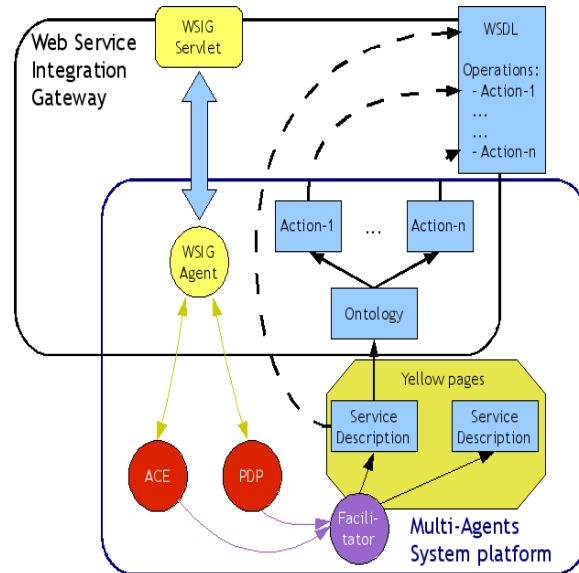 Web Service
Integration
Gateway
WSIG
Servlet
WSDL
Operations:
- Action-1
...
...
- Action-n
WSIG
Agent
Action-1
...
Action-n
Ontology
Yellow pages
Service
Description
Service
Description
ACE
PDP
Facili-
tator
Multi-Agents
System platform